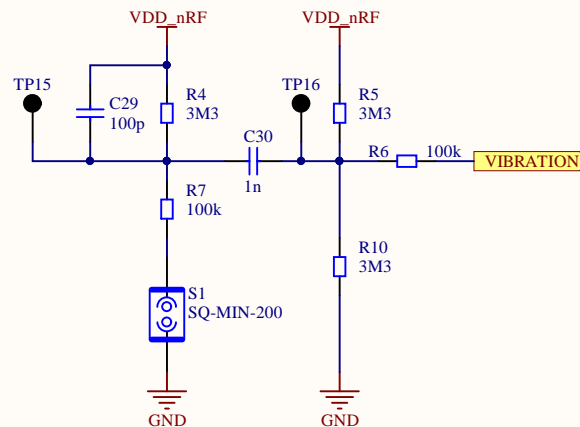 VDD_nRF
VDD_nRF
TP15
C29
100p
R4
3M3
TP16
R5
3M3
C30
1n
R6
100k
VIBRATION
R7
100k
R10
3M3
S1
SQ-MIN-200
GND
GND